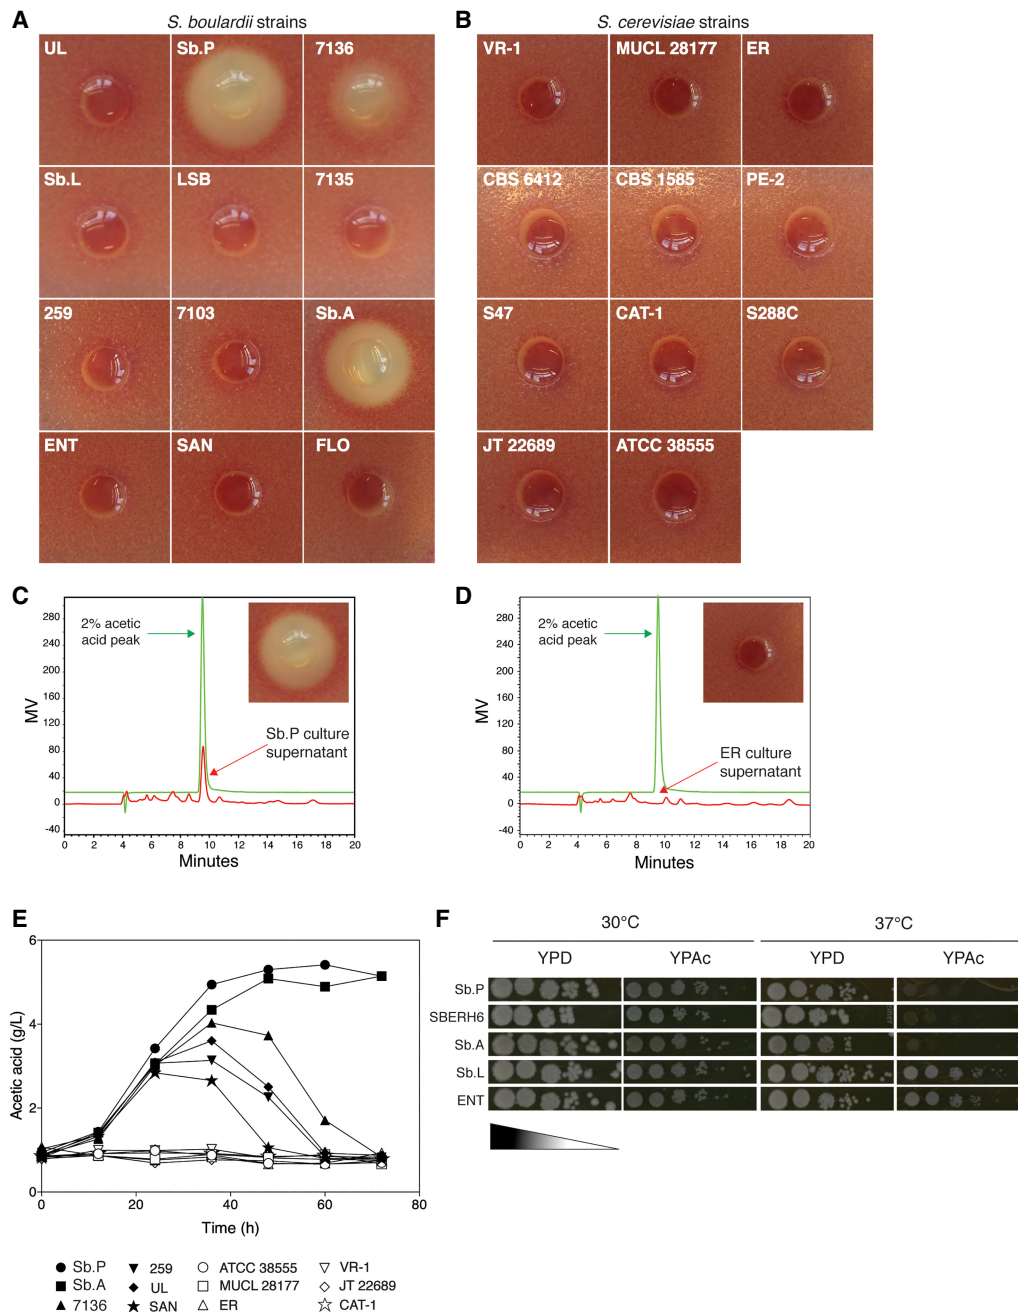 A
S. boulardii strains
UL
Sb.P
7136
Sb.L
LSB
7135
259
7103
Sb.A
ENT
SAN
FLO
B
S. cerevisiae strains
VR-1
MUCL 28177
ER
CBS 6412
CBS 1585
PE-2
S47
CAT-1
S288C
JT 22689
ATCC 38555
C
2% acetic
acid peak
Sb.P culture
supernatant
MV
280
240
200
160
120
80
40
0
-40
0 2 4 6 8 10 12 14 16 18 20
Minutes
D
2% acetic
acid peak
ER culture
supernatant
MV
280
240
200
160
120
80
40
0
-40
0 2 4 6 8 10 12 14 16 18 20
Minutes
E
Acetic acid (g/L)
6
4
2
0
0 20 40 60 80
Time (h)
Sb.P
259
ATCC 38555
VR-1
Sb.A
UL
MUCL 28177
JT 22689
7136
SAN
ER
CAT-1
F
30°C 37°C
YPD YPAc YPD YPAc
Sb.P
SBERH6
Sb.A
Sb.L
ENT